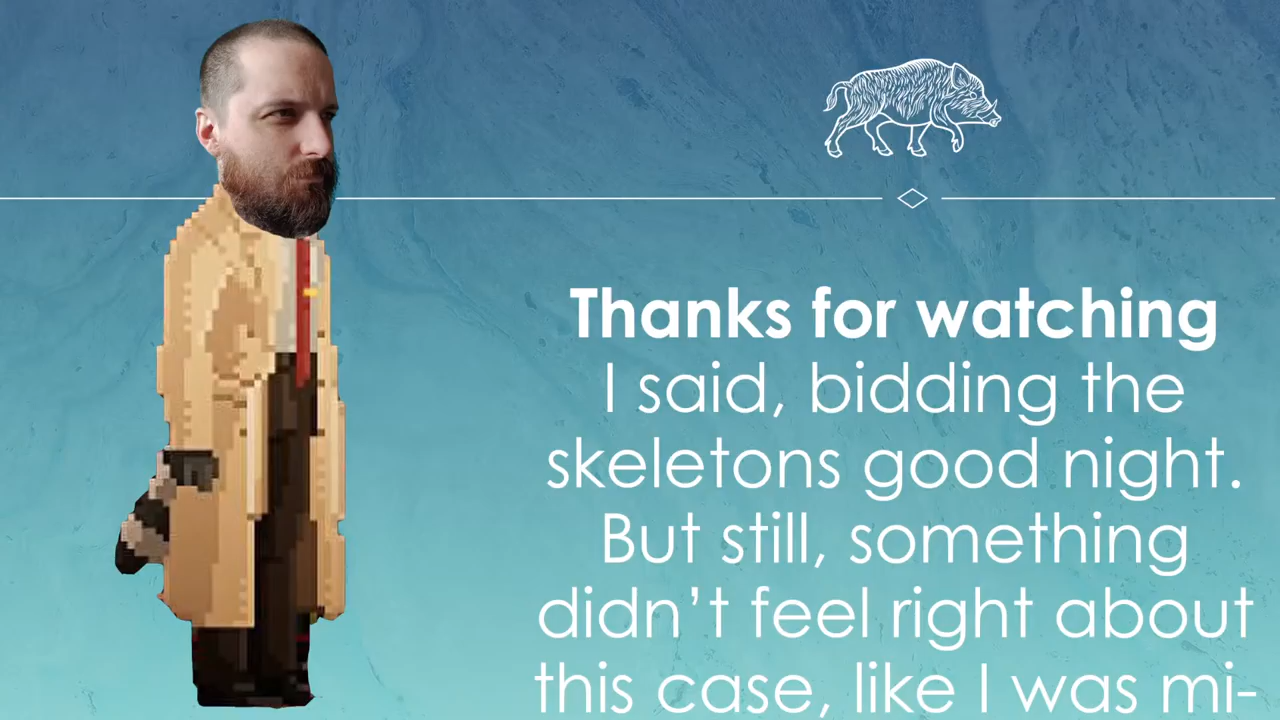 Thanks for watching
I said, bidding the
skeletons good night.
But still, something
didn’t feel right about
this case, like I was mi-